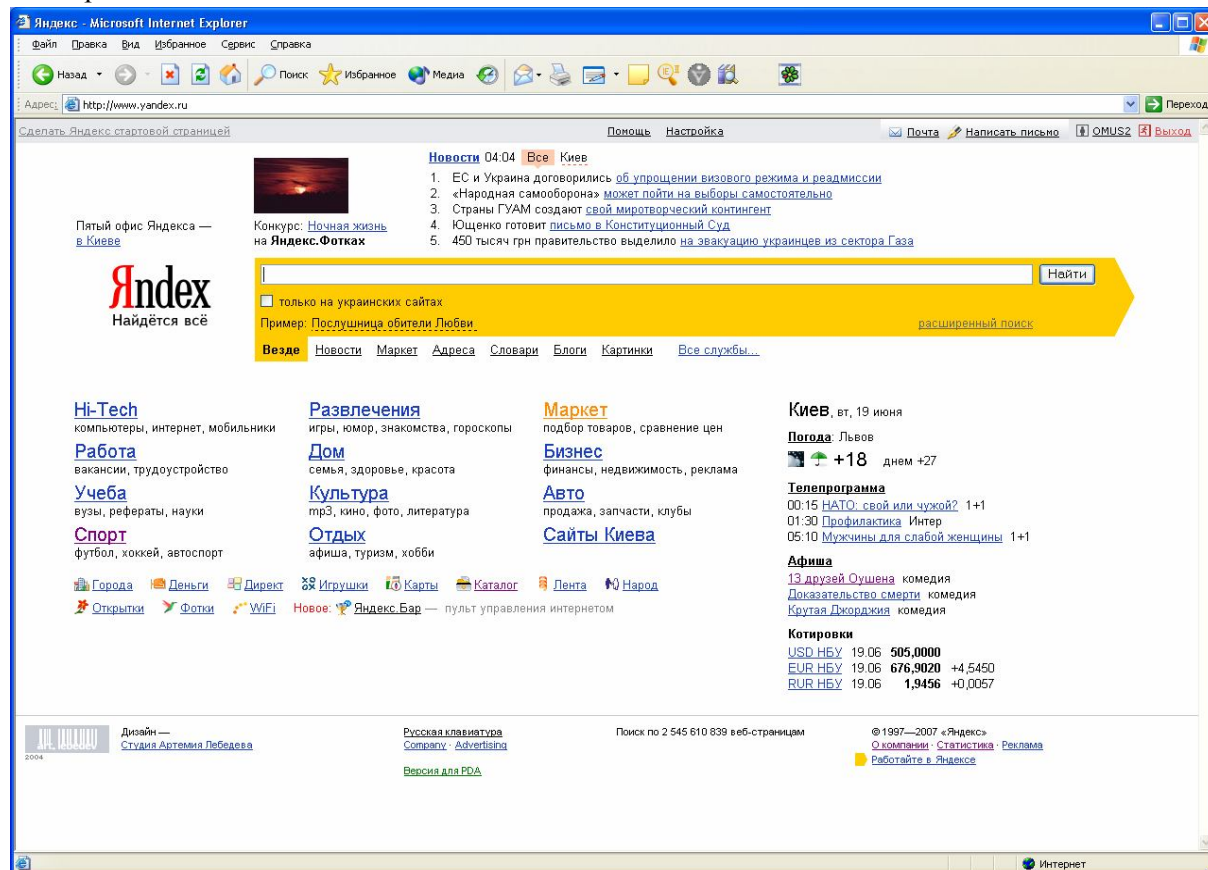 Яндекс - Microsoft Internet Explorer
Файл Правка Вид Избранное Сервис Справка
Назад Поиск Избранное Медиа
Адрес: http://www.yandex.ru Переход
Сделать Яндекс стартовой страницей Помощь Настройка Почта Написать письмо OMUS2 Выход
Новости 04:04 Все Киев
1. ЕС и Украина договорились об упрощении визового режима и реадмиссии
2. «Народная самооборона» может пойти на выборы самостоятельно
3. Страны ГУАМ создают свой миротворческий контингент
4. Ющенко готовит письмо в Конституционный Суд
5. 450 тысяч грн правительство выделило на эвакуацию украинцев из сектора Газа
Пятый офис Яндекса —
в Киеве
Конкурс: Ночная жизнь
на Яндекс.Фотках
Яndex
Найдётся всё
Найти
только на украинских сайтах
Пример: Послушница обители Любви расширенный поиск
Везде Новости Маркет Адреса Словари Блоги Картинки Все службы...
Hi-Tech
компьютеры, интернет, мобильники
Развлечения
игры, юмор, знакомства, гороскопы
Маркет
подбор товаров, сравнение цен
Работа
вакансии, трудоустройство
Дом
семья, здоровье, красота
Бизнес
финансы, недвижимость, реклама
Учеба
вузы, рефераты, науки
Культура
mp3, кино, фото, литература
Авто
продажа, запчасти, клубы
Спорт
футбол, хоккей, автоспорт
Отдых
афиша, туризм, хобби
Сайты Киева
Города Деньги Директ Игрушки Карты Каталог Лента Народ
Открытки Фотки WiFi Новое: Яндекс.Бар — пульт управления интернетом
Киев, вт, 19 июня
Погода: Львов
+18 днем +27
Телепрограмма
00:15 НАТО: свой или чужой? 1+1
01:30 Профилактика Интер
05:10 Мужчины для слабой женщины 1+1
Афиша
13 друзей Оушена комедия
Доказательство смерти комедия
Крутая Джорджия комедия
Котировки
USD НБУ 19.06 505,0000
EUR НБУ 19.06 676,9020 +4,5450
RUR НБУ 19.06 1,9456 +0,0057
art. lebedev
2004
Дизайн —
Студия Артемия Лебедева
Русская клавиатура
Company · Advertising
Версия для PDA
Поиск по 2 545 610 839 веб-страницам
© 1997—2007 «Яндекс»
О компании · Статистика · Реклама
Работайте в Яндексе
Интернет